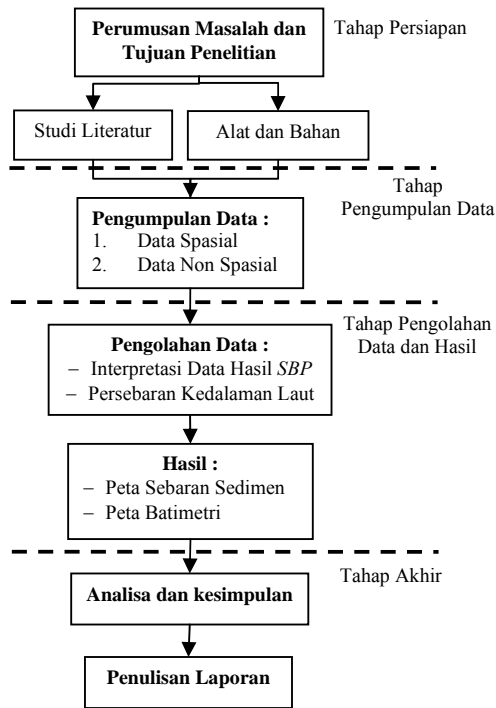 Perumusan Masalah dan
Tujuan Penelitian
Tahap Persiapan
Studi Literatur
Alat dan Bahan
Tahap
Pengumpulan Data
Pengumpulan Data :
1. Data Spasial
2. Data Non Spasial
Tahap Pengolahan
Data dan Hasil
Pengolahan Data :
– Interpretasi Data Hasil SBP
– Persebaran Kedalaman Laut
Hasil :
– Peta Sebaran Sedimen
– Peta Batimetri
Tahap Akhir
Analisa dan kesimpulan
Penulisan Laporan